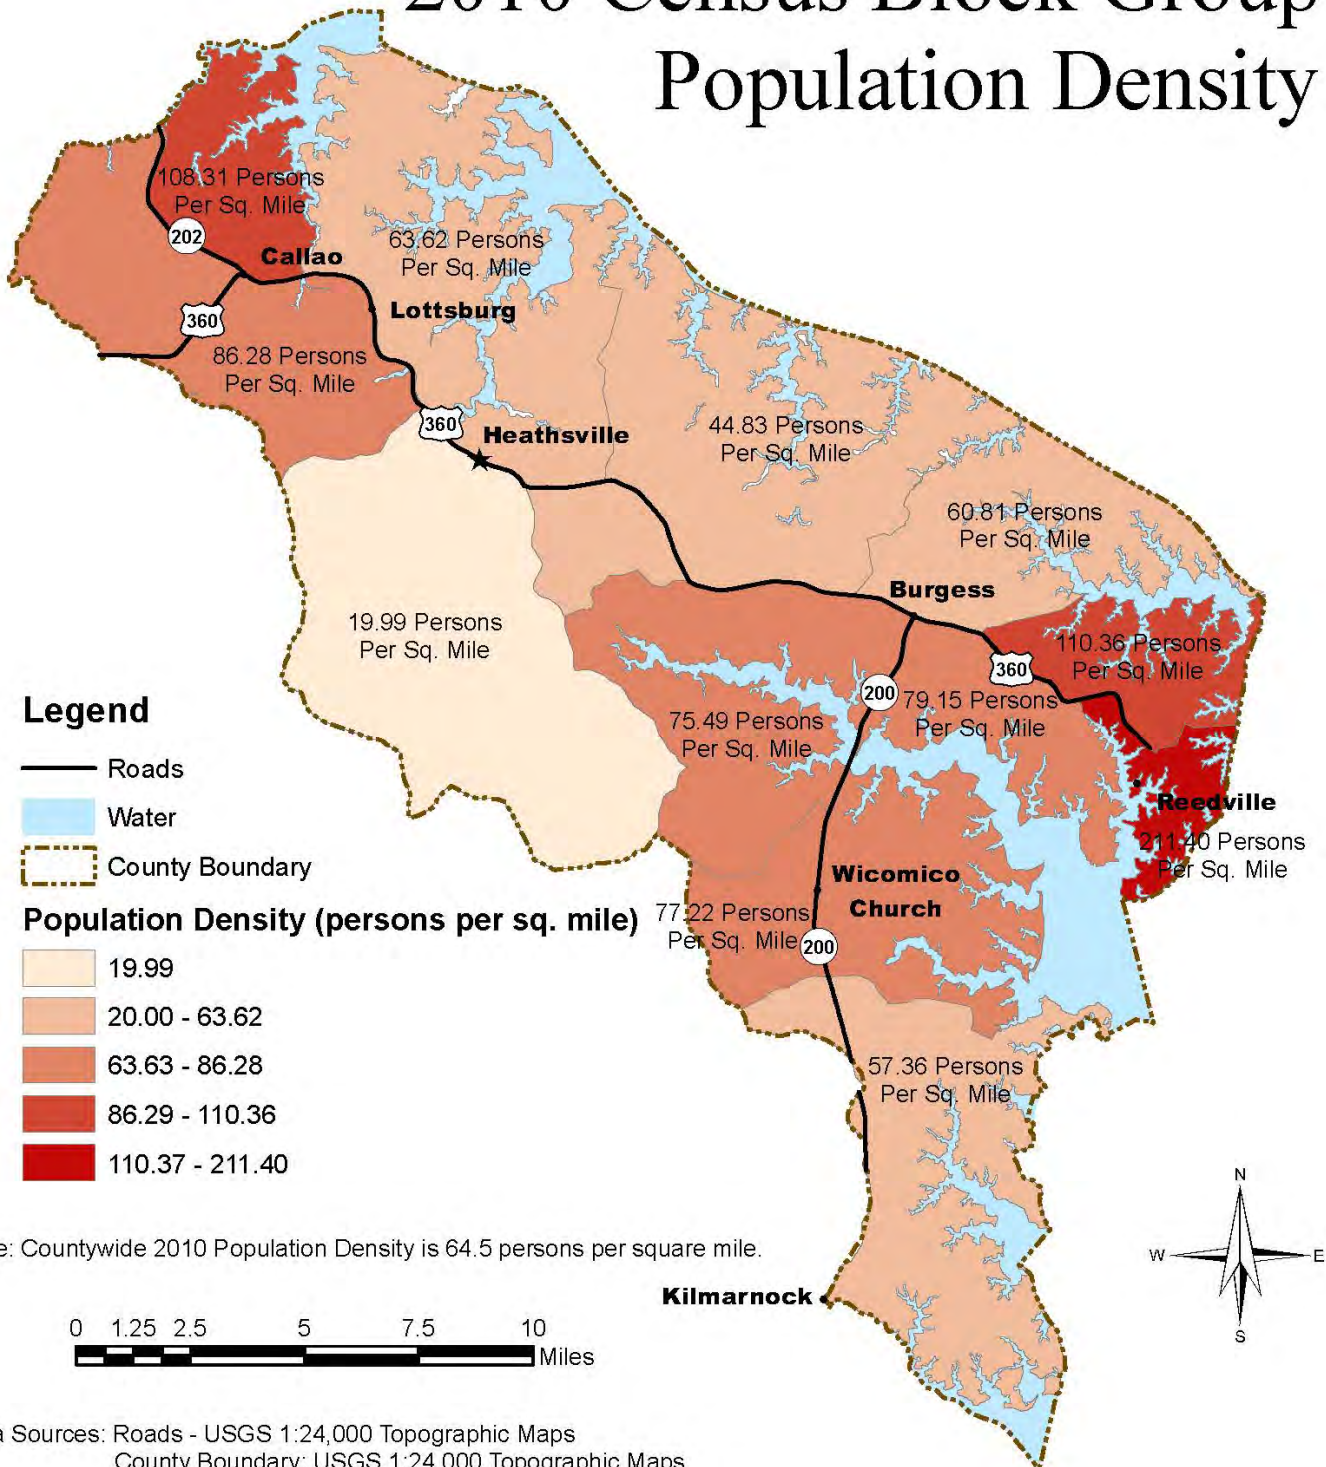 2010 Census Block Group
Population Density
108.31 Persons
Per Sq. Mile
202
Callao
63.62 Persons
Per Sq. Mile
Lottsburg
360
86.28 Persons
Per Sq. Mile
360
Heathsville
44.83 Persons
Per Sq. Mile
60.81 Persons
Per Sq. Mile
Burgess
19.99 Persons
Per Sq. Mile
110.36 Persons
Per Sq. Mile
360
200
79.15 Persons
Per Sq. Mile
75.49 Persons
Per Sq. Mile
Reedville
211.40 Persons
Per Sq. Mile
Wicomico
Church
77.22 Persons
Per Sq. Mile
200
57.36 Persons
Per Sq. Mile
Kilmarnock
Legend
Roads
Water
County Boundary
Population Density (persons per sq. mile)
19.99
20.00 - 63.62
63.63 - 86.28
86.29 - 110.36
110.37 - 211.40
e: Countywide 2010 Population Density is 64.5 persons per square mile.
0 1.25 2.5 5 7.5 10
Miles
N
W E
S
a Sources: Roads - USGS 1:24,000 Topographic Maps
County Boundary: USGS 1:24,000 Topographic Maps